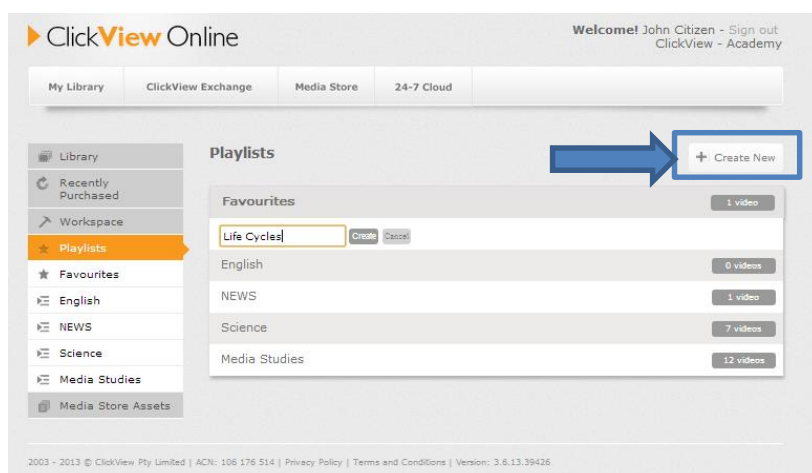 ClickView Online
Welcome! John Citizen - Sign out
ClickView - Academy
My Library
ClickView Exchange
Media Store
24-7 Cloud
Library
Recently
Purchased
Workspace
Playlists
Favourites
English
NEWS
Science
Media Studies
Media Store Assets
Playlists
+ Create New
Favourites
1 video
Life Cycles
Create
Cancel
English
0 videos
NEWS
1 video
Science
7 videos
Media Studies
12 videos
2003 - 2013 © ClickView Pty Limited | ACN: 106 176 514 | Privacy Policy | Terms and Conditions | Version: 3.6.13.39426